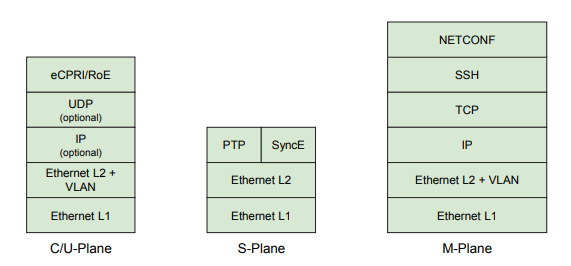 eCPRI/RoE
UDP
(optional)
IP
(optional)
Ethernet L2 +
VLAN
Ethernet L1
C/U-Plane
PTP
SyncE
Ethernet L2
Ethernet L1
S-Plane
NETCONF
SSH
TCP
IP
Ethernet L2 + VLAN
Ethernet L1
M-Plane